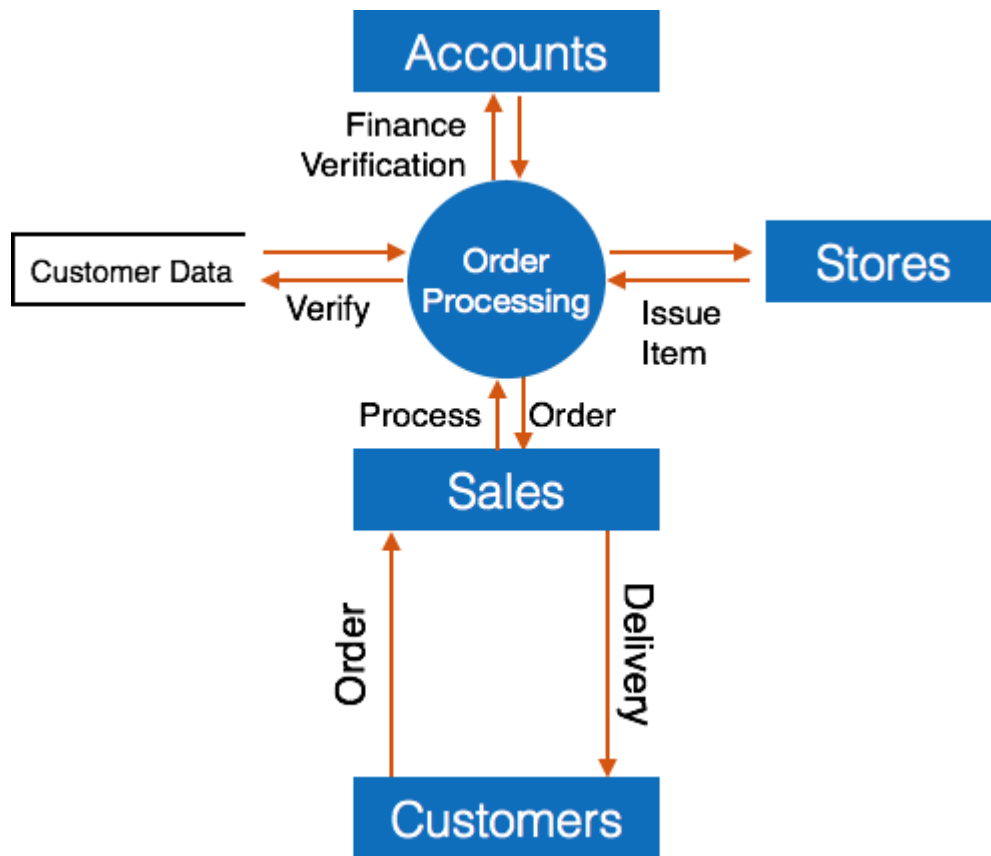 Accounts
Finance
Verification
Customer Data
Order
Processing
Stores
Verify
Issue
Item
Process
Order
Sales
Order
Delivery
Customers